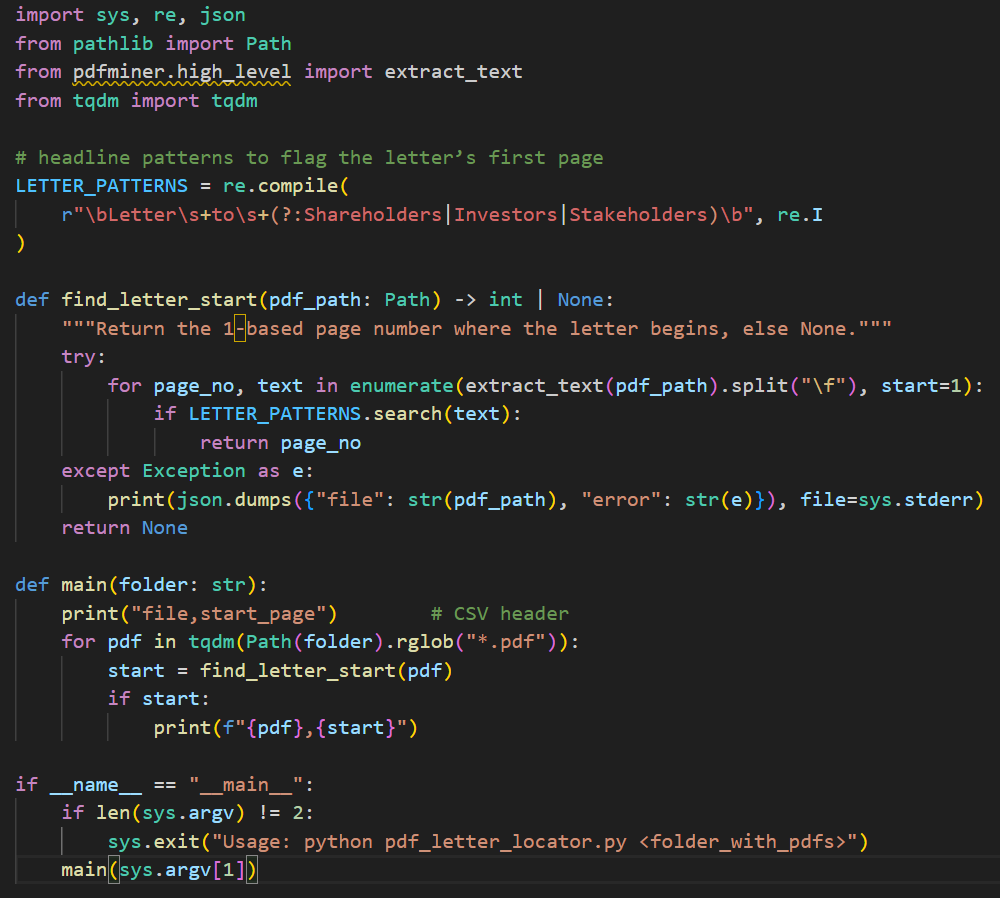 import sys, re, json
from pathlib import Path
from pdfminer.high_level import extract_text
from tqdm import tqdm

# headline patterns to flag the letter’s first page
LETTER_PATTERNS = re.compile(
    r"\bLetter\s+to\s+(?:Shareholders|Investors|Stakeholders)\b", re.I
)

def find_letter_start(pdf_path: Path) -> int | None:
    """Return the 1-based page number where the letter begins, else None."""
    try:
        for page_no, text in enumerate(extract_text(pdf_path).split("\f"), start=1):
            if LETTER_PATTERNS.search(text):
                return page_no
    except Exception as e:
        print(json.dumps({"file": str(pdf_path), "error": str(e)}), file=sys.stderr)
    return None

def main(folder: str):
    print("file,start_page")        # CSV header
    for pdf in tqdm(Path(folder).rglob("*.pdf")):
        start = find_letter_start(pdf)
        if start:
            print(f"{pdf},{start}")

if __name__ == "__main__":
    if len(sys.argv) != 2:
        sys.exit("Usage: python pdf_letter_locator.py <folder_with_pdfs>")
    main(sys.argv[1])